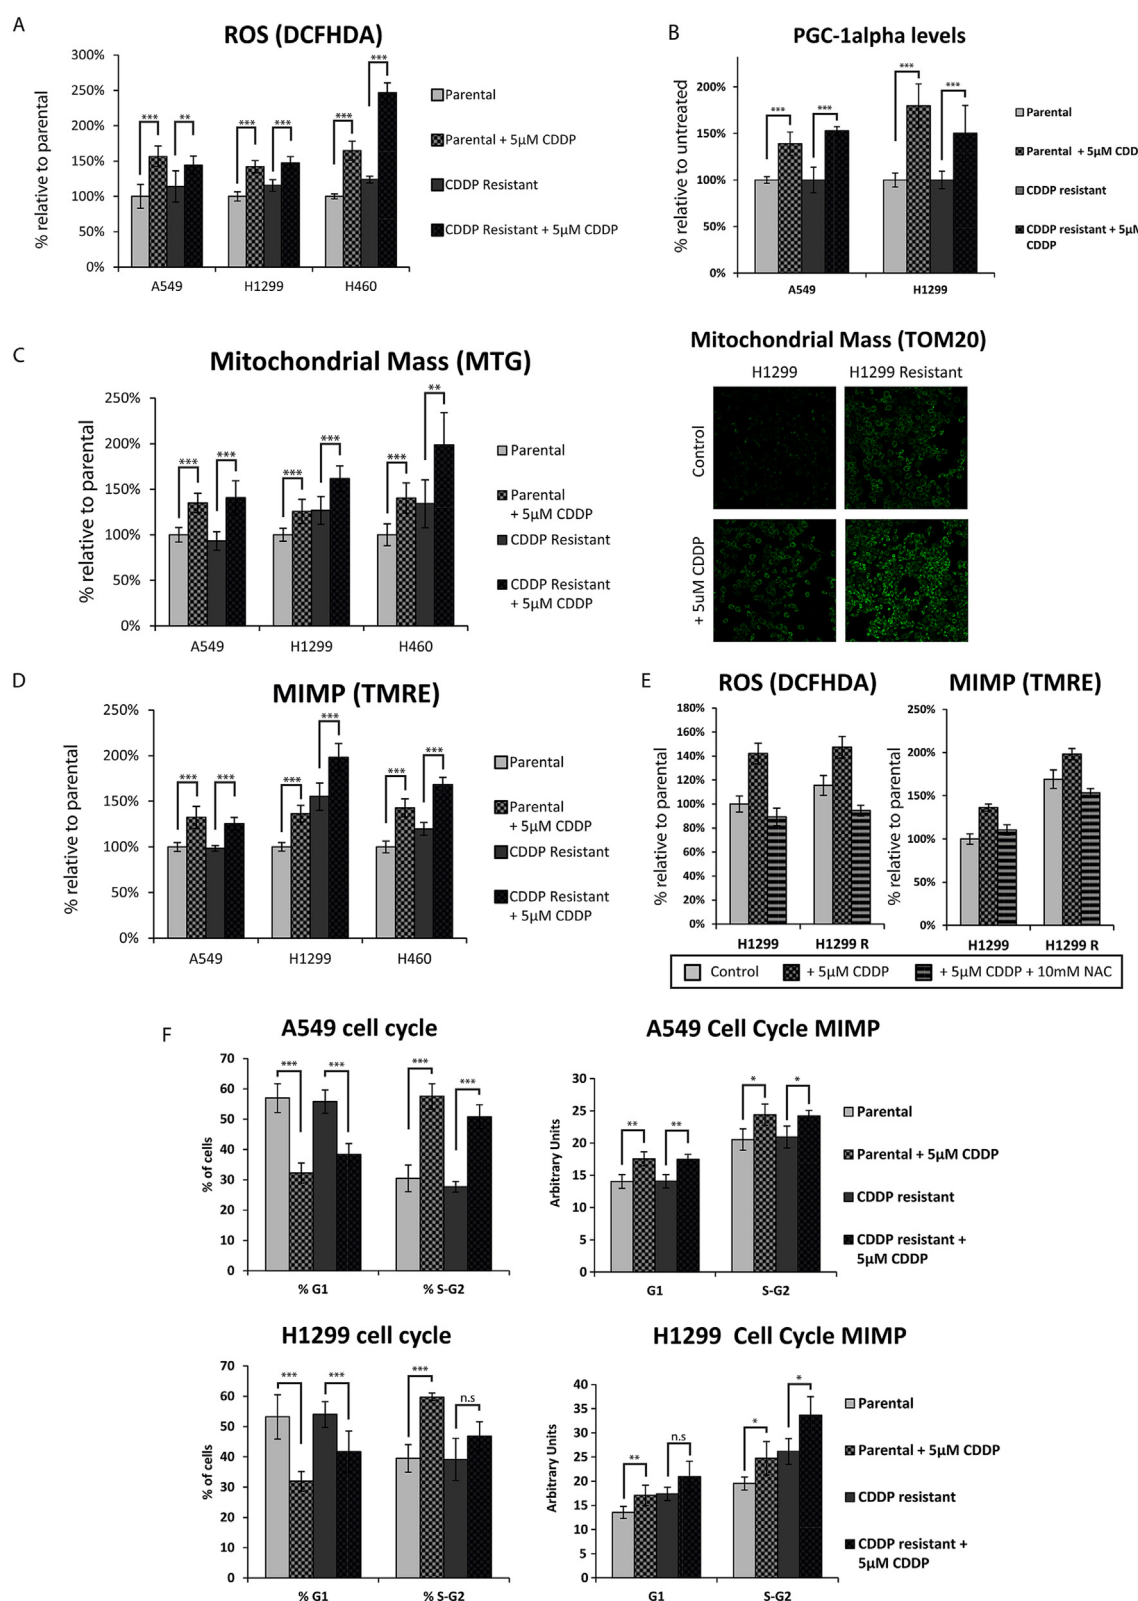 A
ROS (DCFHDA)
% relative to parental
300%
250%
200%
150%
100%
50%
0%
*** ** *** *** *** ***
A549 H1299 H460
Parental
Parental + 5µM CDDP
CDDP Resistant
CDDP Resistant + 5µM CDDP
B
PGC-1alpha levels
% relative to untreated
200%
150%
100%
50%
0%
*** *** *** ***
A549 H1299
Parental
Parental + 5µM CDD
CDDP resistant
CDDP resistant + 5µM
CDDP
C
Mitochondrial Mass (MTG)
% relative to parental
250%
200%
150%
100%
50%
0%
*** *** *** *** *** **
A549 H1299 H460
Parental
Parental
+ 5µM CDDP
CDDP Resistant
CDDP Resistant
+ 5µM CDDP
Mitochondrial Mass (TOM20)
H1299 H1299 Resistant
Control
+ 5uM CDDP
D
MIMP (TMRE)
% relative to parental
250%
200%
150%
100%
50%
0%
*** *** *** *** *** ***
A549 H1299 H460
Parental
Parental
+ 5µM CDDP
CDDP Resistant
CDDP Resistant
+ 5µM CDDP
E
ROS (DCFHDA)
% relative to parental
180%
160%
140%
120%
100%
80%
60%
40%
20%
0%
H1299 H1299 R
MIMP (TMRE)
% relative to parental
250%
200%
150%
100%
50%
0%
H1299 H1299 R
Control + 5µM CDDP + 5µM CDDP + 10mM NAC
F
A549 cell cycle
% of cells
70
60
50
40
30
20
10
0
*** *** *** ***
% G1 % S-G2
A549 Cell Cycle MIMP
Arbitrary Units
30
25
20
15
10
5
0
** ** * *
G1 S-G2
Parental
Parental + 5µM CDDP
CDDP resistant
CDDP resistant +
5µM CDDP
H1299 cell cycle
% of cells
70
60
50
40
30
20
10
0
*** *** *** n.s
% G1 % S-G2
H1299 Cell Cycle MIMP
Arbitrary Units
40
35
30
25
20
15
10
5
0
** n.s * *
G1 S-G2
Parental
Parental + 5µM CDDP
CDDP resistant
CDDP resistant +
5µM CDDP